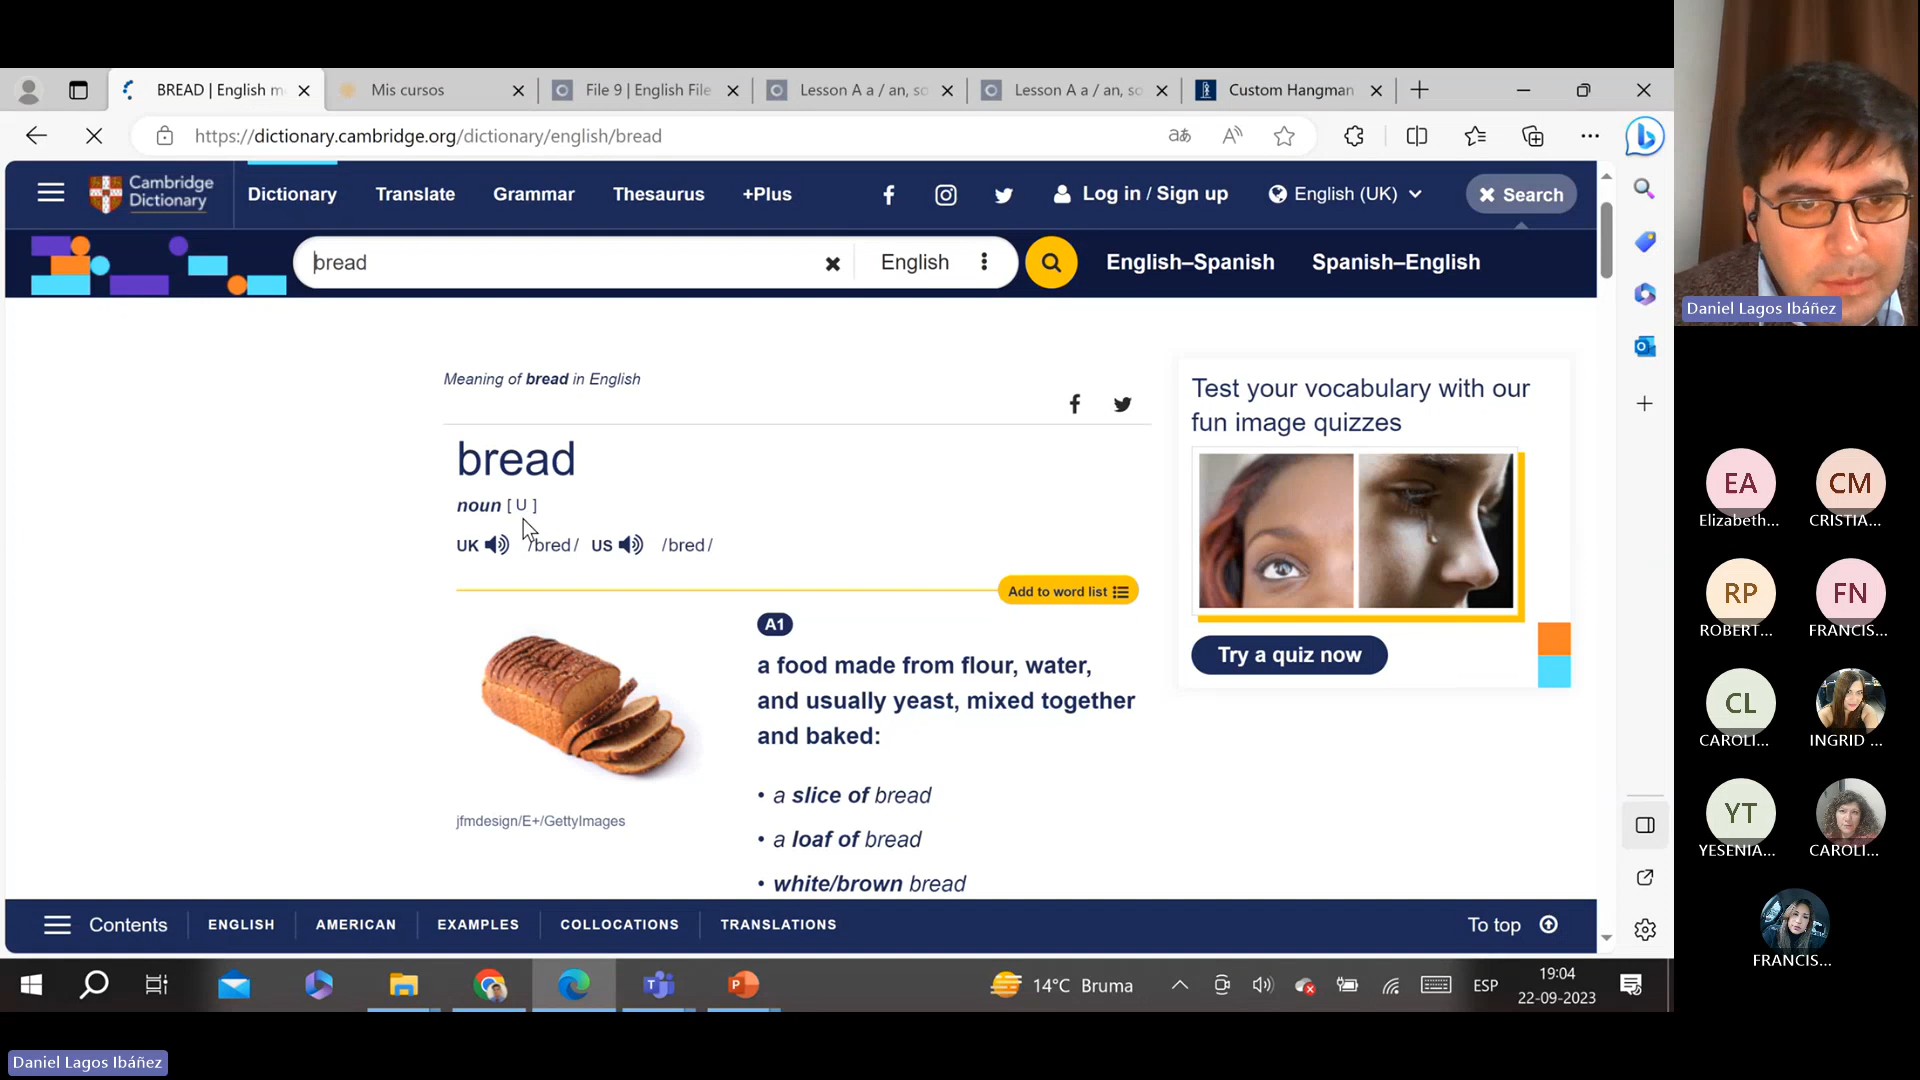 BREAD | English m
Mis cursos
File 9 | English File
Lesson A a / an, so
Lesson A a / an, so
Custom Hangman
https://dictionary.cambridge.org/dictionary/english/bread
Cambridge
Dictionary
Dictionary
Translate
Grammar
Thesaurus
+Plus
Log in / Sign up
English (UK)
Search
bread
English
English–Spanish
Spanish–English
Meaning of bread in English
bread
noun [ U ]
UK /bred/ US /bred/
Add to word list
A1
a food made from flour, water,
and usually yeast, mixed together
and baked:
• a slice of bread
• a loaf of bread
• white/brown bread
jfmdesign/E+/GettyImages
Test your vocabulary with our
fun image quizzes
Try a quiz now
Contents
ENGLISH
AMERICAN
EXAMPLES
COLLOCATIONS
TRANSLATIONS
To top
14°C Bruma
ESP
19:04
22-09-2023
Daniel Lagos Ibáñez
EA
Elizabeth...
CM
CRISTIA...
RP
ROBERT...
FN
FRANCIS...
CL
CAROLI...
INGRID ...
YT
YESENIA...
CAROLI...
FRANCIS...
Daniel Lagos Ibáñez